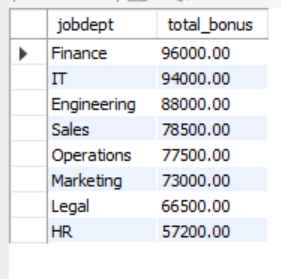 jobdept total_bonus
Finance 96000.00
IT 94000.00
Engineering 88000.00
Sales 78500.00
Operations 77500.00
Marketing 73000.00
Legal 66500.00
HR 57200.00